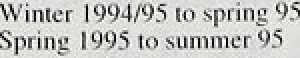 Winter 1994/95 to spring 95
Spring 1995 to summer 95